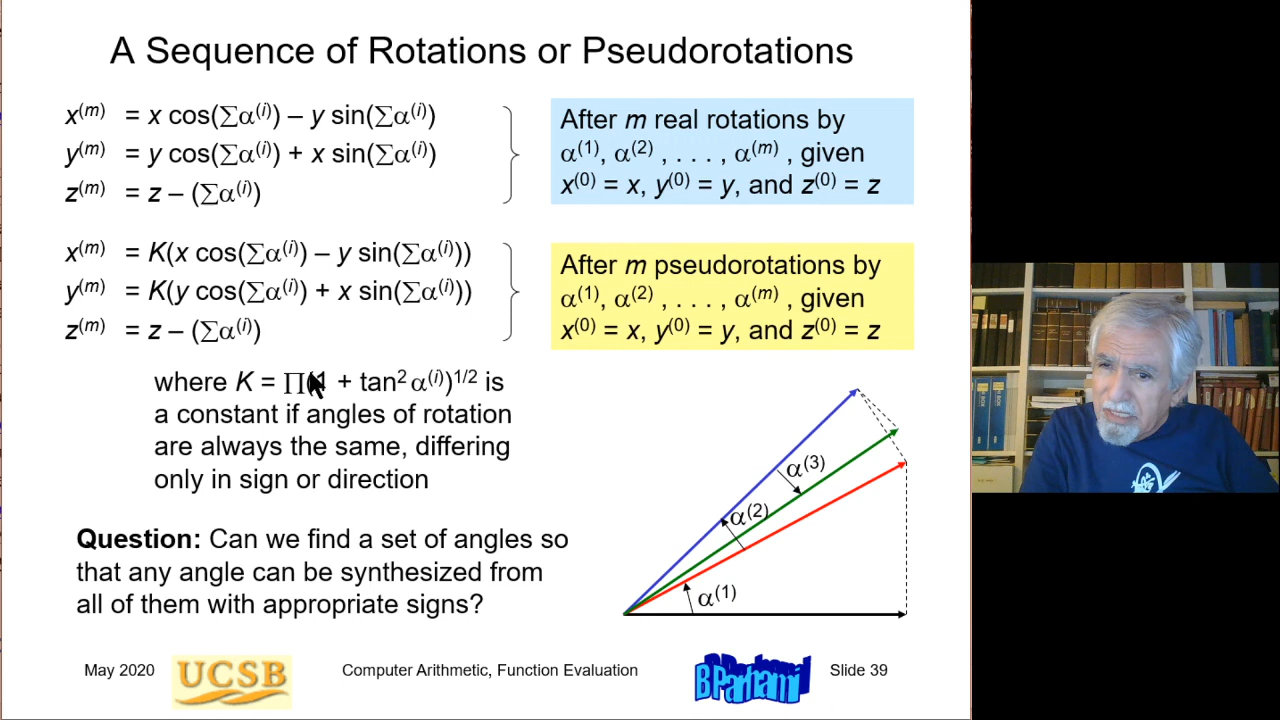 A Sequence of Rotations or Pseudorotations
x⁽ᵐ⁾ = x cos(∑α⁽ⁱ⁾) – y sin(∑α⁽ⁱ⁾)
y⁽ᵐ⁾ = y cos(∑α⁽ⁱ⁾) + x sin(∑α⁽ⁱ⁾)
z⁽ᵐ⁾ = z – (∑α⁽ⁱ⁾)
After m real rotations by
α⁽¹⁾, α⁽²⁾ , . . . , α⁽ᵐ⁾ , given
x⁽⁰⁾ = x, y⁽⁰⁾ = y, and z⁽⁰⁾ = z
x⁽ᵐ⁾ = K(x cos(∑α⁽ⁱ⁾) – y sin(∑α⁽ⁱ⁾))
y⁽ᵐ⁾ = K(y cos(∑α⁽ⁱ⁾) + x sin(∑α⁽ⁱ⁾))
z⁽ᵐ⁾ = z – (∑α⁽ⁱ⁾)
After m pseudorotations by
α⁽¹⁾, α⁽²⁾ , . . . , α⁽ᵐ⁾ , given
x⁽⁰⁾ = x, y⁽⁰⁾ = y, and z⁽⁰⁾ = z
where K = ∏(1 + tan² α⁽ⁱ⁾)¹ᐟ² is
a constant if angles of rotation
are always the same, differing
only in sign or direction
α⁽³⁾
α⁽²⁾
α⁽¹⁾
Question: Can we find a set of angles so
that any angle can be synthesized from
all of them with appropriate signs?
May 2020
UCSB
Computer Arithmetic, Function Evaluation
B Parhami
Slide 39